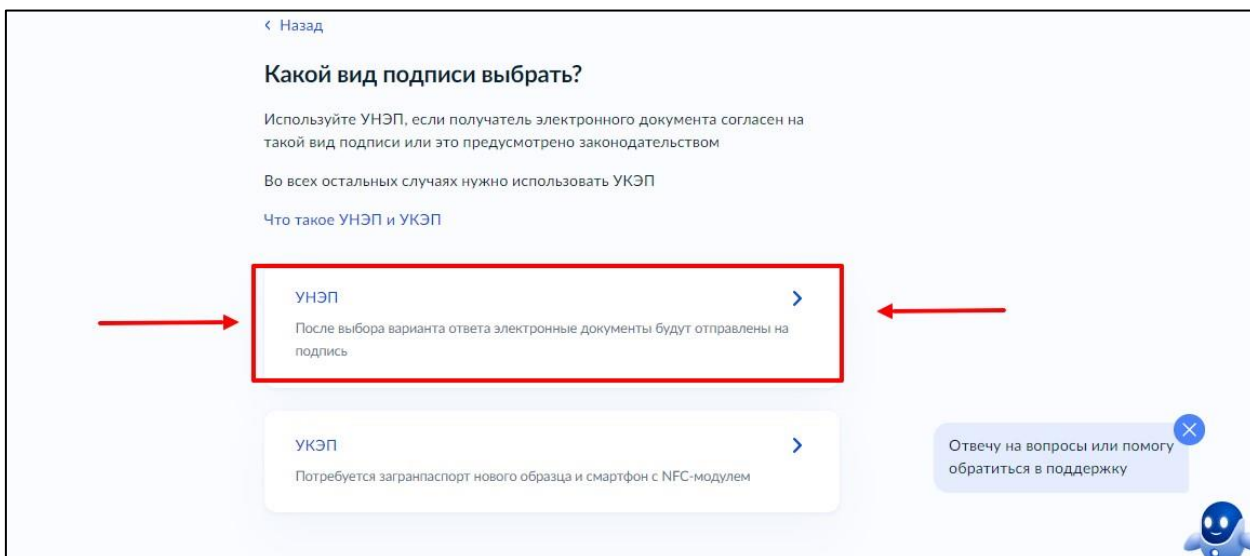 Назад
Какой вид подписи выбрать?
Используйте УНЭП, если получатель электронного документа согласен на
такой вид подписи или это предусмотрено законодательством
Во всех остальных случаях нужно использовать УКЭП
Что такое УНЭП и УКЭП
УНЭП
После выбора варианта ответа электронные документы будут отправлены на
подпись
УКЭП
Потребуется загранпаспорт нового образца и смартфон с NFC-модулем
Отвечу на вопросы или помогу
обратиться в поддержку